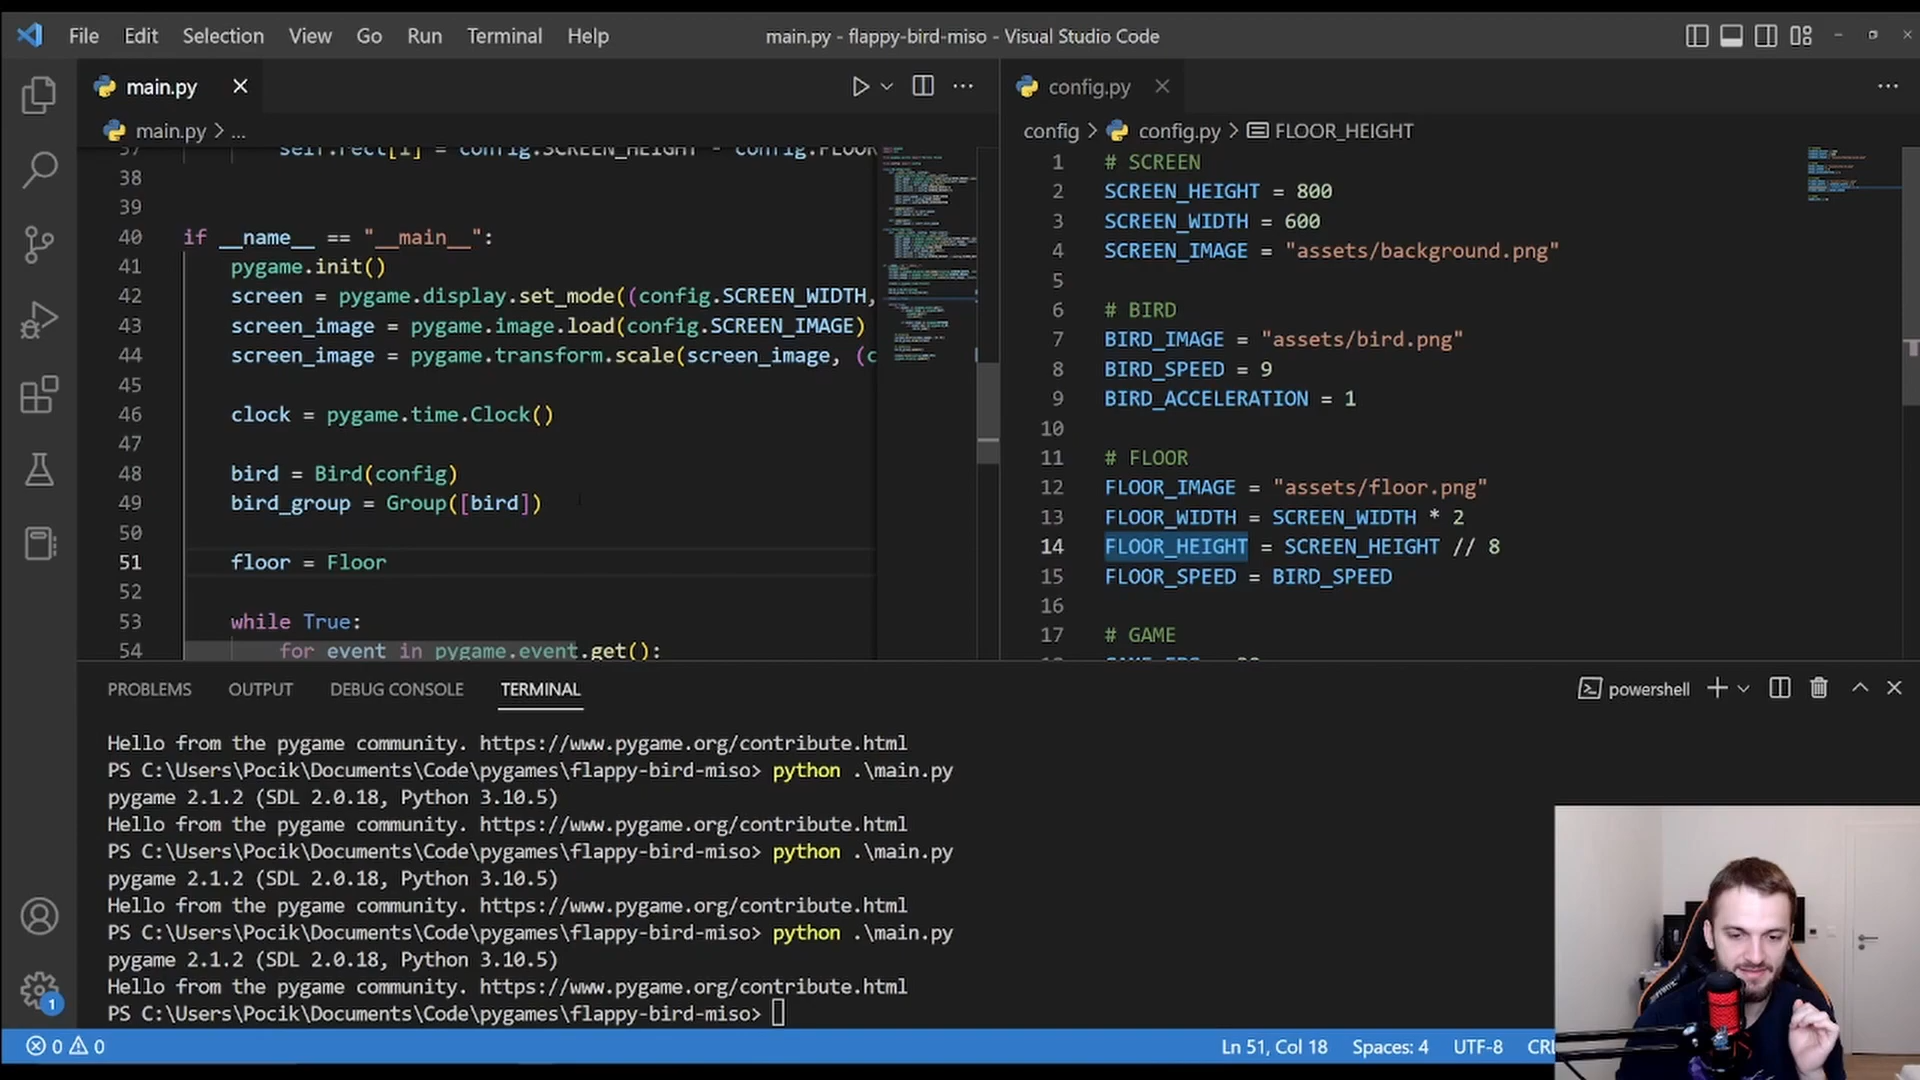 File Edit Selection View Go Run Terminal Help main.py - flappy-bird-miso - Visual Studio Code
main.py
config.py
main.py > ...
config > config.py > FLOOR_HEIGHT
37 self.rect[1] = config.SCREEN_HEIGHT - config.FLOOR
38
39
40 if __name__ == "__main__":
41 pygame.init()
42 screen = pygame.display.set_mode((config.SCREEN_WIDTH,
43 screen_image = pygame.image.load(config.SCREEN_IMAGE)
44 screen_image = pygame.transform.scale(screen_image, (c
45
46 clock = pygame.time.Clock()
47
48 bird = Bird(config)
49 bird_group = Group([bird])
50
51 floor = Floor
52
53 while True:
54 for event in pygame.event.get():
1 # SCREEN
2 SCREEN_HEIGHT = 800
3 SCREEN_WIDTH = 600
4 SCREEN_IMAGE = "assets/background.png"
5
6 # BIRD
7 BIRD_IMAGE = "assets/bird.png"
8 BIRD_SPEED = 9
9 BIRD_ACCELERATION = 1
10
11 # FLOOR
12 FLOOR_IMAGE = "assets/floor.png"
13 FLOOR_WIDTH = SCREEN_WIDTH * 2
14 FLOOR_HEIGHT = SCREEN_HEIGHT // 8
15 FLOOR_SPEED = BIRD_SPEED
16
17 # GAME
PROBLEMS OUTPUT DEBUG CONSOLE TERMINAL powershell
Hello from the pygame community. https://www.pygame.org/contribute.html
PS C:\Users\Pocik\Documents\Code\pygames\flappy-bird-miso> python .\main.py
pygame 2.1.2 (SDL 2.0.18, Python 3.10.5)
Hello from the pygame community. https://www.pygame.org/contribute.html
PS C:\Users\Pocik\Documents\Code\pygames\flappy-bird-miso> python .\main.py
pygame 2.1.2 (SDL 2.0.18, Python 3.10.5)
Hello from the pygame community. https://www.pygame.org/contribute.html
PS C:\Users\Pocik\Documents\Code\pygames\flappy-bird-miso> python .\main.py
pygame 2.1.2 (SDL 2.0.18, Python 3.10.5)
Hello from the pygame community. https://www.pygame.org/contribute.html
PS C:\Users\Pocik\Documents\Code\pygames\flappy-bird-miso>
1
0 0 Ln 51, Col 18 Spaces: 4 UTF-8 CRL